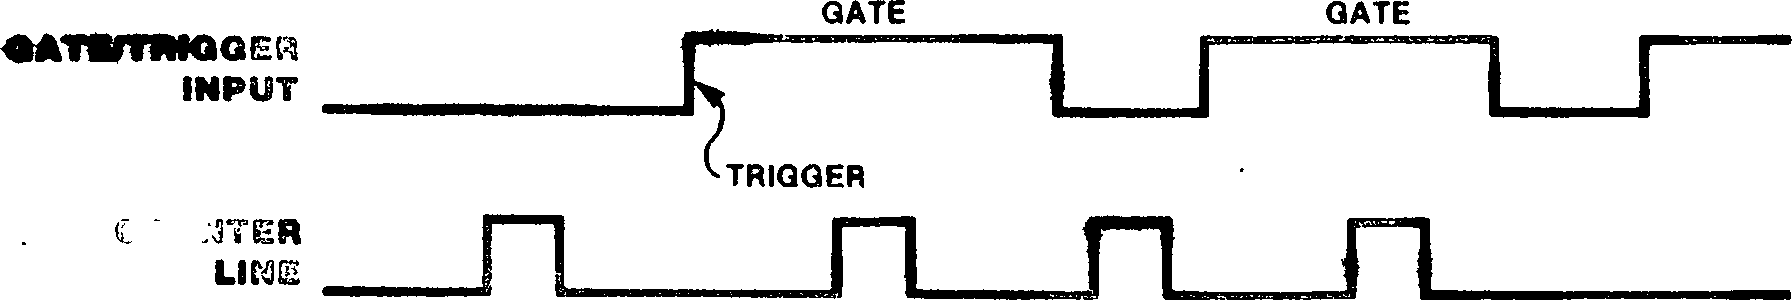 GATE
GATE
GATE/TRIGGER
INPUT
TRIGGER
LINE